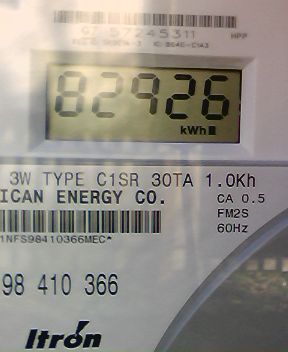 57245311
82926
kWh
3W TYPE C1SR 30TA 1.0Kh
ICAN ENERGY CO.
CA 0.5
FM2S
60Hz
1NFS98410366MEC*
98 410 366
Itron